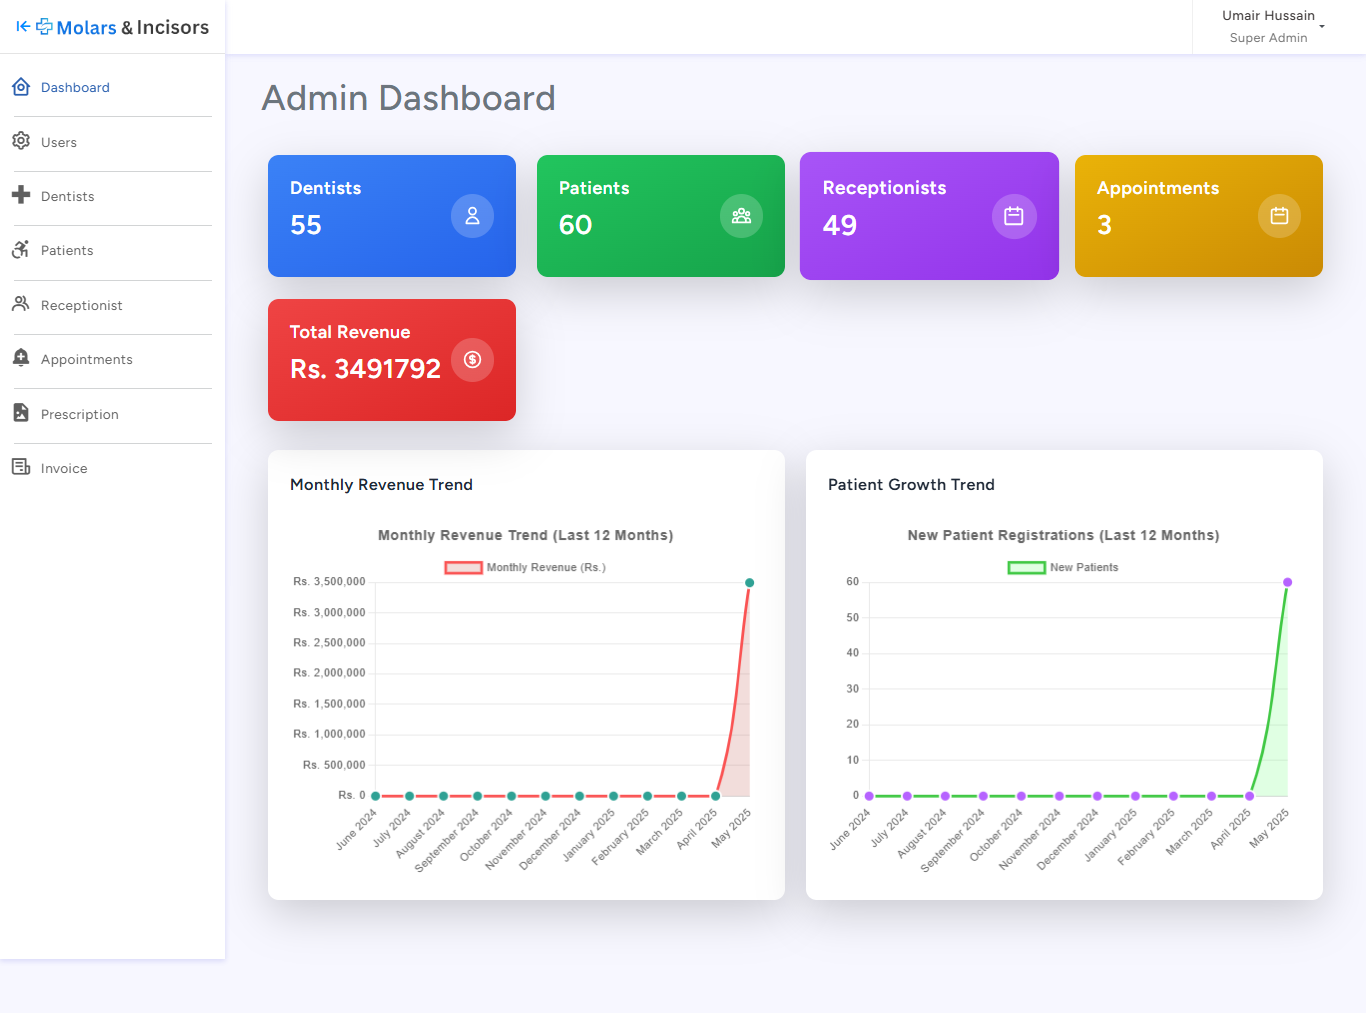 Molars & Incisors
Umair Hussain
Super Admin
Dashboard
Users
Dentists
Patients
Receptionist
Appointments
Prescription
Invoice
Admin Dashboard
Dentists
55
Patients
60
Receptionists
49
Appointments
3
Total Revenue
Rs. 3491792
Monthly Revenue Trend
Monthly Revenue Trend (Last 12 Months)
Monthly Revenue (Rs.)
Rs. 3,500,000
Rs. 3,000,000
Rs. 2,500,000
Rs. 2,000,000
Rs. 1,500,000
Rs. 1,000,000
Rs. 500,000
Rs. 0
June 2024
July 2024
August 2024
September 2024
October 2024
November 2024
December 2024
January 2025
February 2025
March 2025
April 2025
May 2025
Patient Growth Trend
New Patient Registrations (Last 12 Months)
New Patients
60
50
40
30
20
10
0
June 2024
July 2024
August 2024
September 2024
October 2024
November 2024
December 2024
January 2025
February 2025
March 2025
April 2025
May 2025